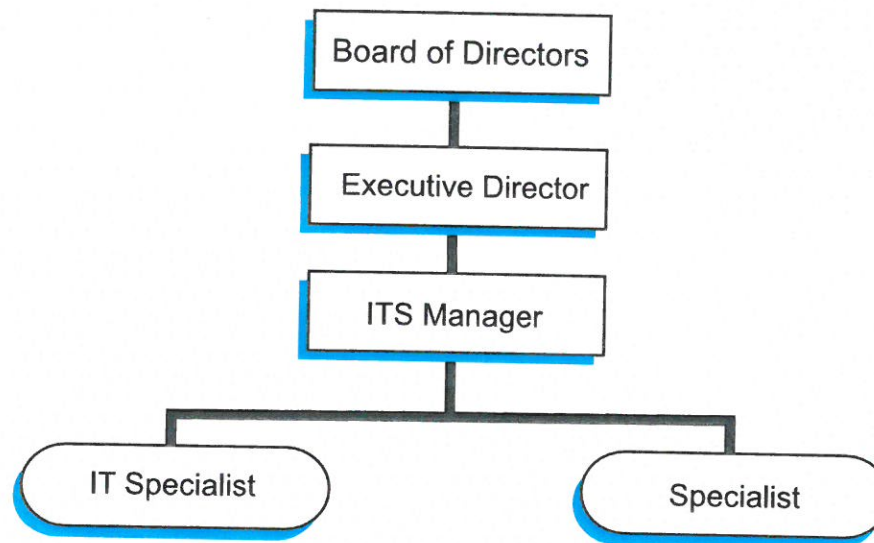 Board of Directors
Executive Director
ITS Manager
IT Specialist
Specialist